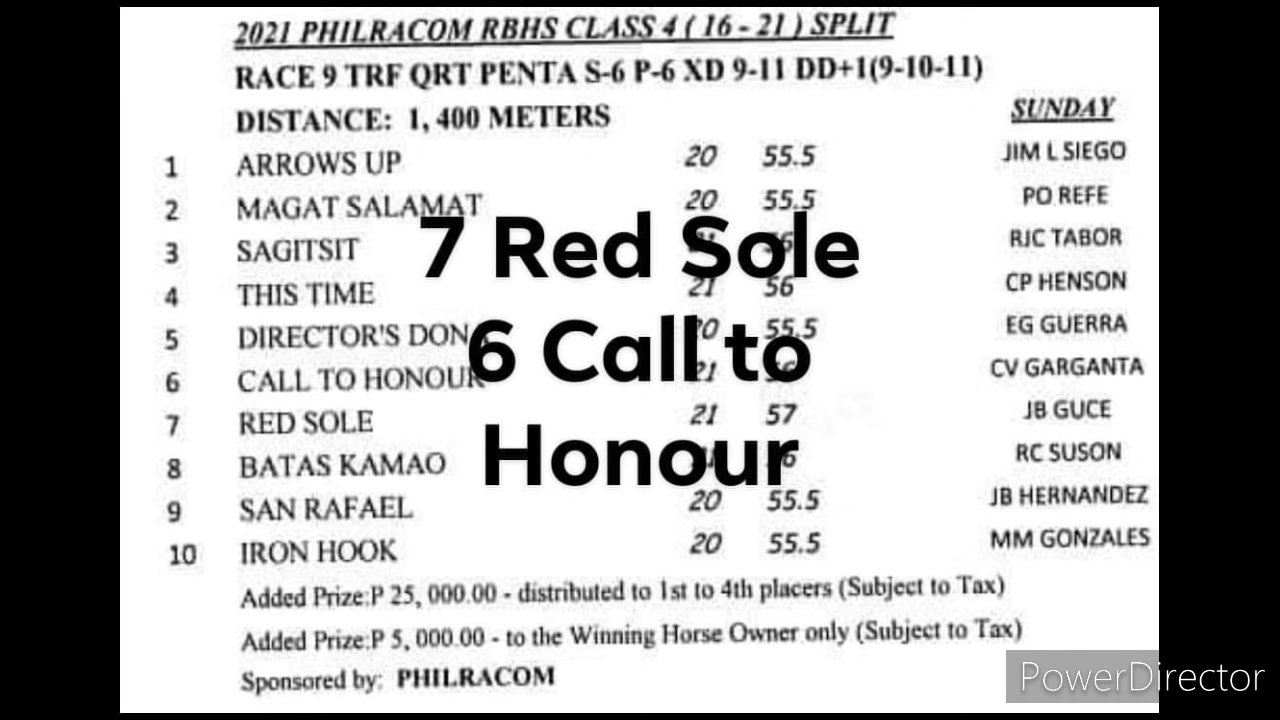 2021 PHILRACOM RBHS CLASS 4 ( 16 - 21 ) SPLIT
RACE 9 TRF QRT PENTA S-6 P-6 XD 9-11 DD+1(9-10-11)
DISTANCE: 1, 400 METERS SUNDAY
1 ARROWS UP 20 55.5 JIM L SIEGO
2 MAGAT SALAMAT 20 55.5 PO REFE
3 SAGITSIT RJC TABOR
4 THIS TIME 21 56 CP HENSON
5 DIRECTOR'S 55.5 EG GUERRA
6 CALL TO HONOUR CV GARGANTA
7 RED SOLE 21 57 JB GUCE
8 BATAS KAMAO RC SUSON
9 SAN RAFAEL 20 55.5 JB HERNANDEZ
10 IRON HOOK 20 55.5 MM GONZALES
Added Prize:P 25, 000.00 - distributed to 1st to 4th placers (Subject to Tax)
Added Prize:P 5, 000.00 - to the Winning Horse Owner only (Subject to Tax)
Sponsored by: PHILRACOM
7 Red Sole
6 Call to
Honour
PowerDirector